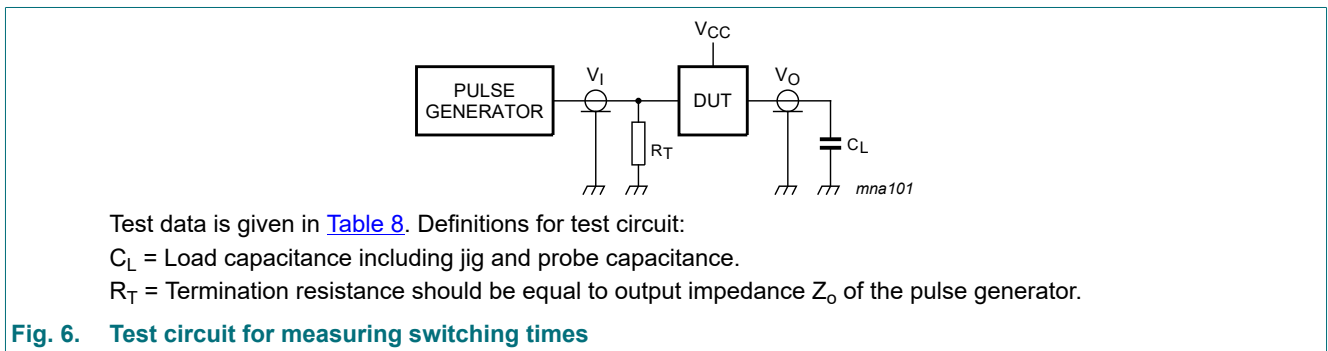 VCC
PULSE
GENERATOR
VI
DUT
VO
RT
CL
mna101
Test data is given in Table 8. Definitions for test circuit:
CL = Load capacitance including jig and probe capacitance.
RT = Termination resistance should be equal to output impedance Zo of the pulse generator.
Fig. 6. Test circuit for measuring switching times